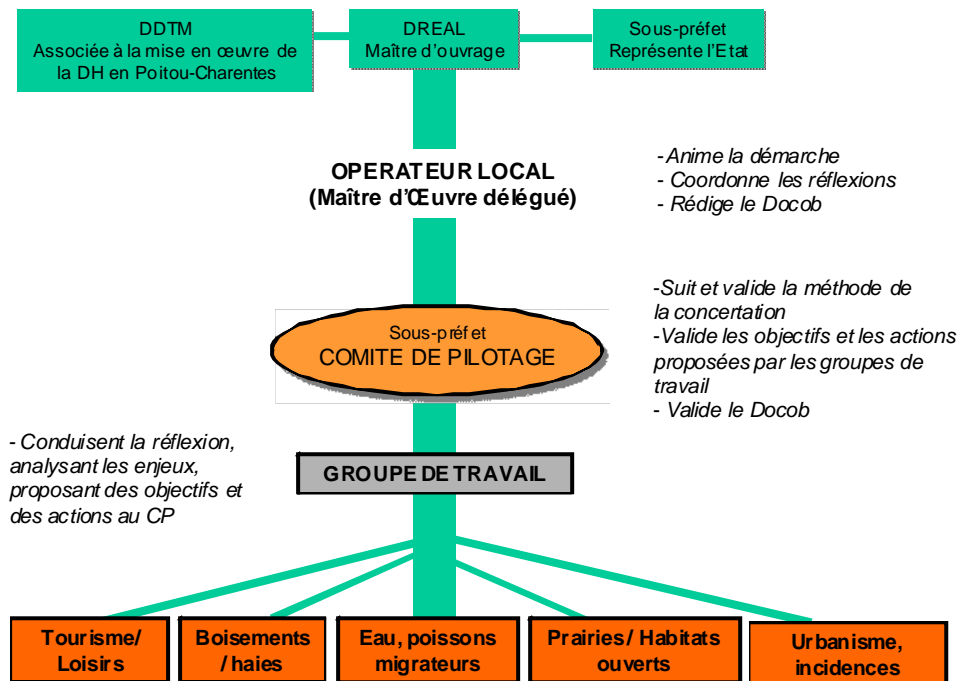 DDTM
Associée à la mise en œuvre de
la DH en Poitou-Charentes
DREAL
Maître d'ouvrage
Sous-préfet
Représente l'Etat
OPERATEUR LOCAL
(Maître d'Œuvre délégué)
- Anime la démarche
- Coordonne les réflexions
- Rédige le Docob
Sous-préfet
COMITE DE PILOTAGE
-Suit et valide la méthode de
la concertation
-Valide les objectifs et les actions
proposées par les groupes de
travail
- Valide le Docob
- Conduisent la réflexion,
analysant les enjeux,
proposant des objectifs et
des actions au CP
GROUPE DE TRAVAIL
Tourisme/
Loisirs
Boisements
/ haies
Eau, poissons
migrateurs
Prairies / Habitats
ouverts
Urbanisme,
incidences